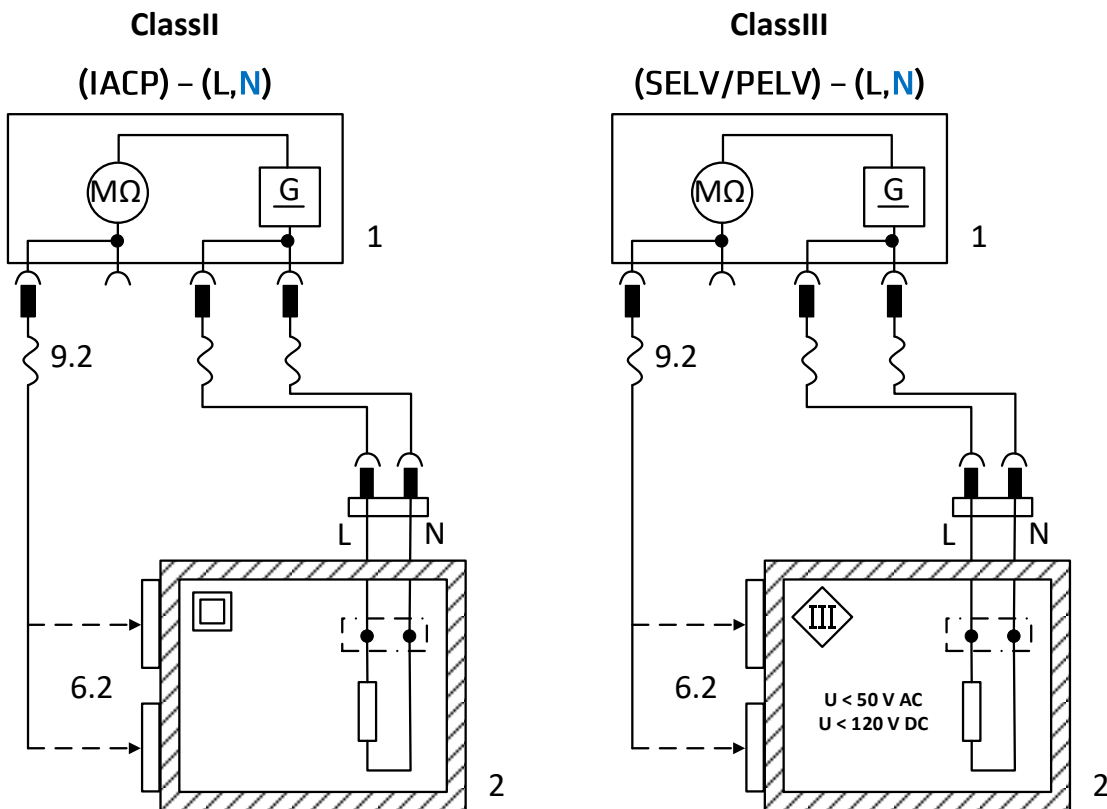 ClassII
(IACP) – (L,N)
MΩ
G
1
9.2
L
N
6.2
2
ClassIII
(SELV/PELV) – (L,N)
MΩ
G
1
9.2
L
N
III
6.2
U < 50 V AC
U < 120 V DC
2